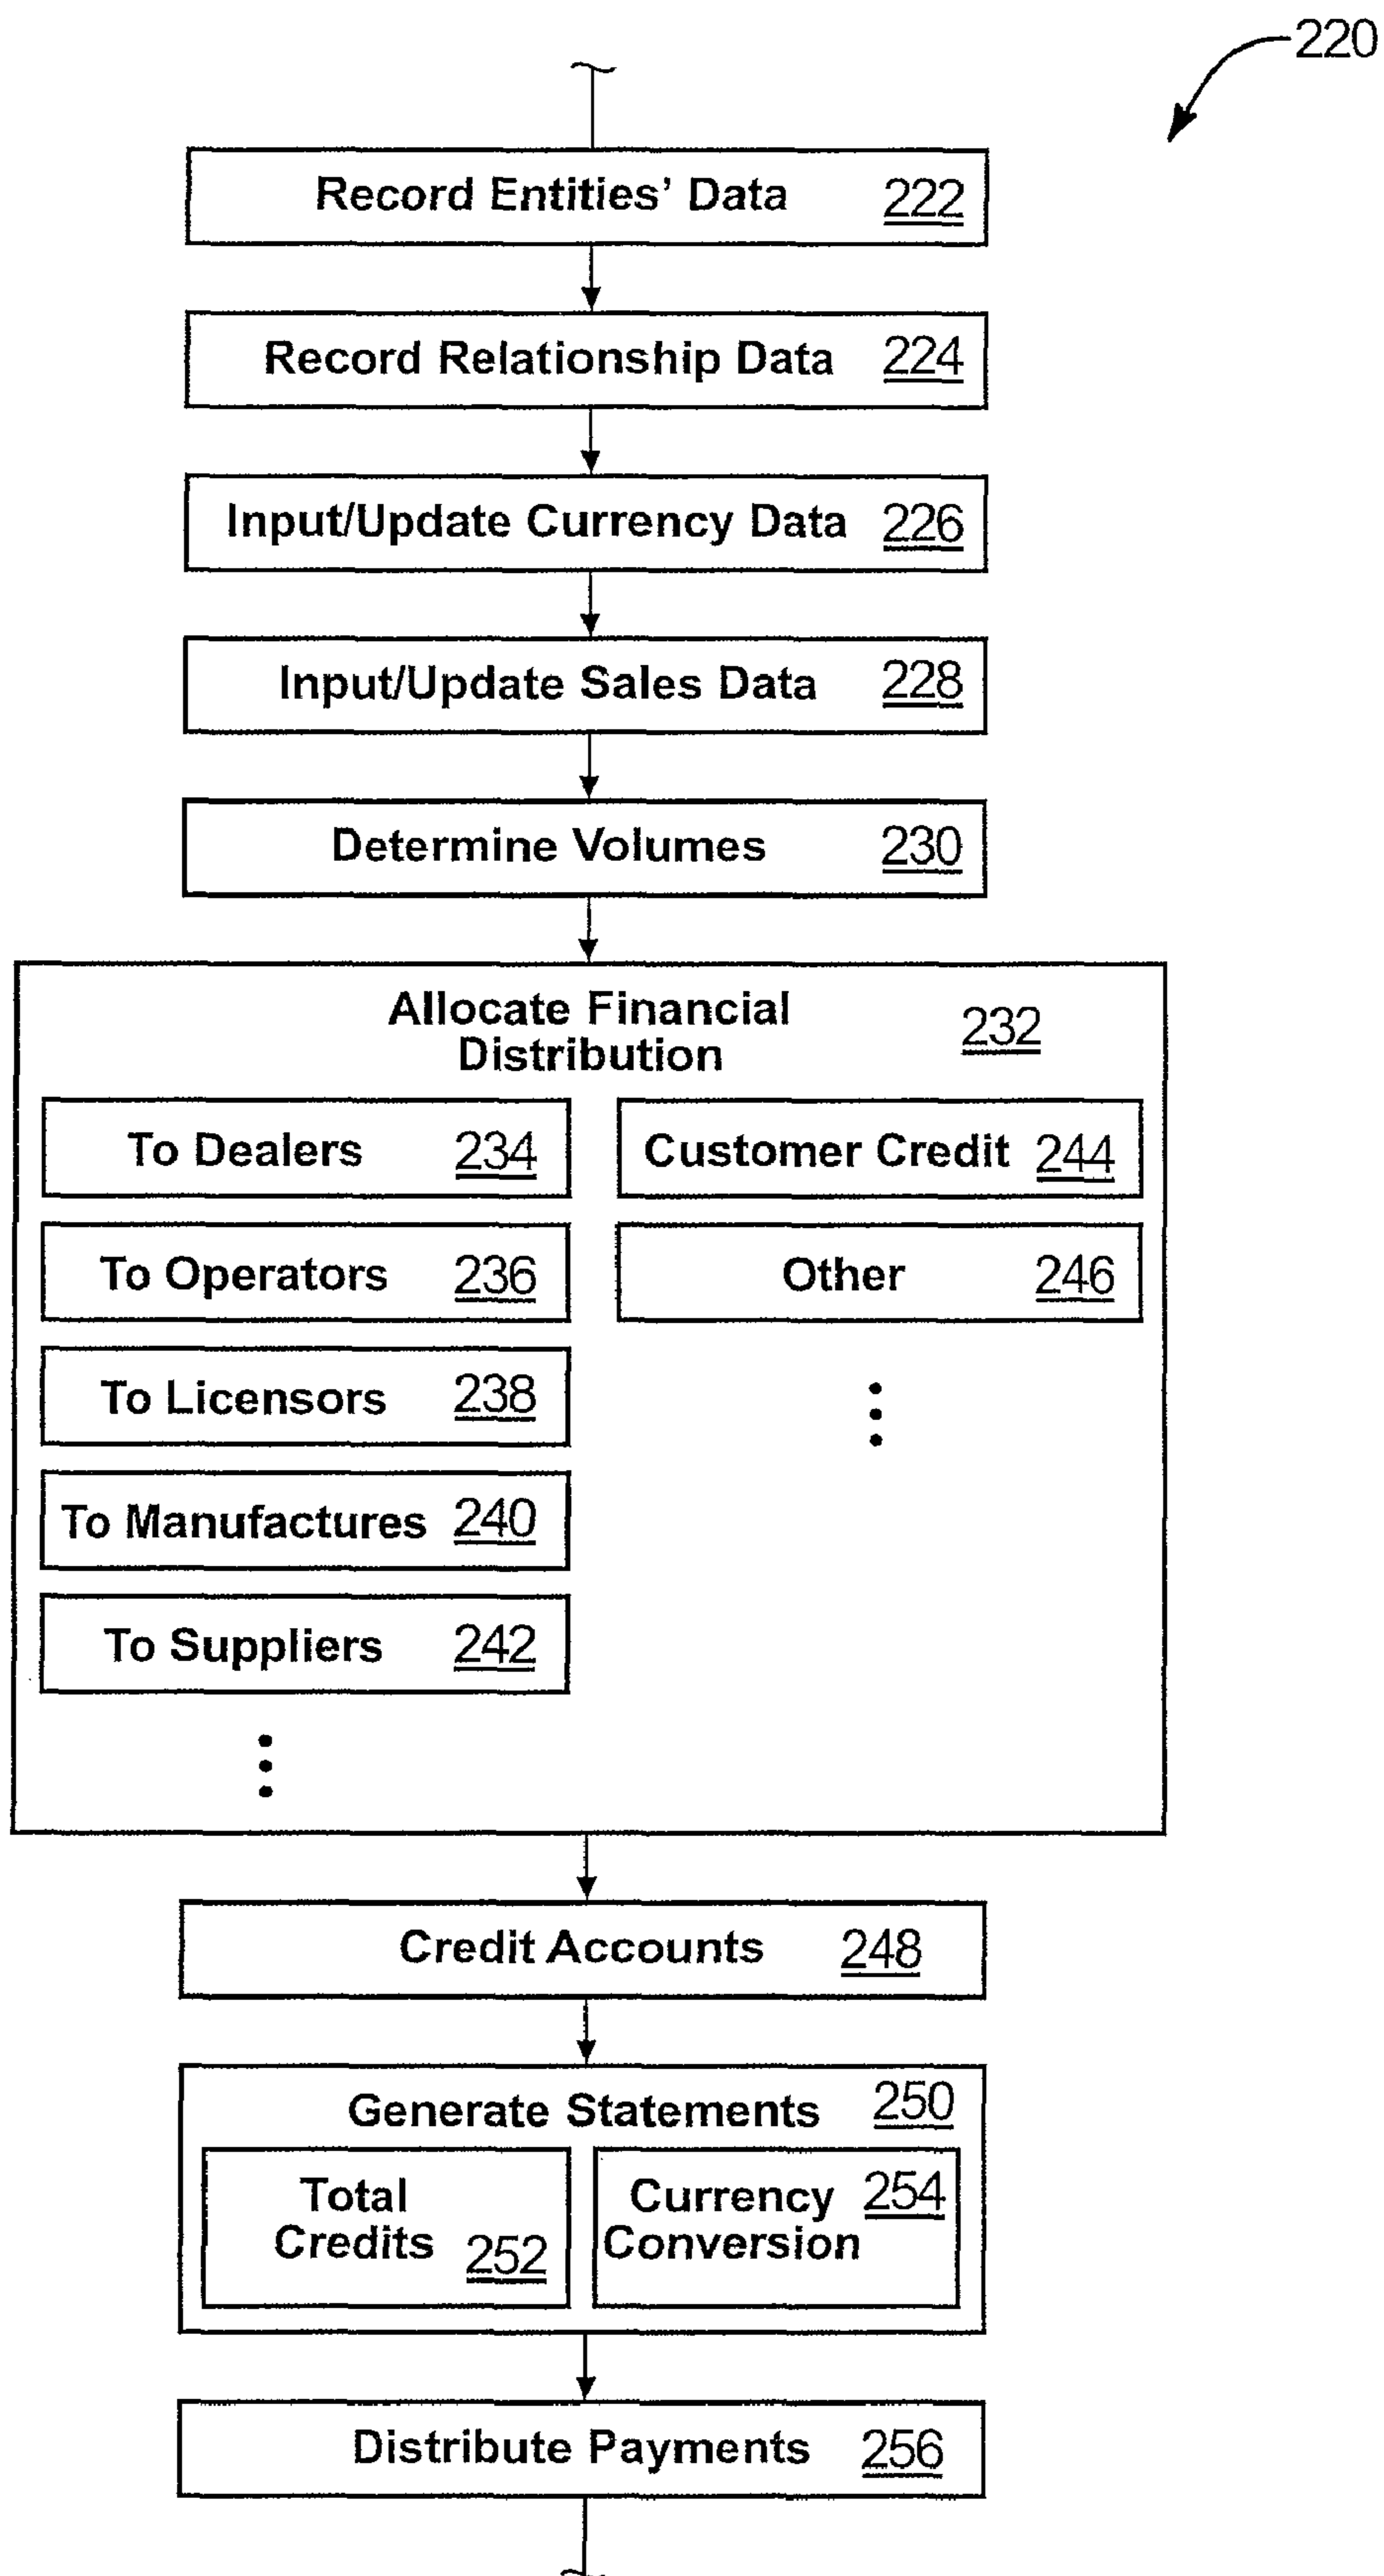 220
Record Entities’ Data 222
Record Relationship Data 224
Input/Update Currency Data 226
Input/Update Sales Data 228
Determine Volumes 230
Allocate Financial
Distribution
232
To Dealers 234
To Operators 236
To Licensors 238
To Manufactures 240
To Suppliers 242
Customer Credit 244
Other 246
Credit Accounts 248
Generate Statements 250
Total
Credits 252
Currency 254
Conversion
Distribute Payments 256